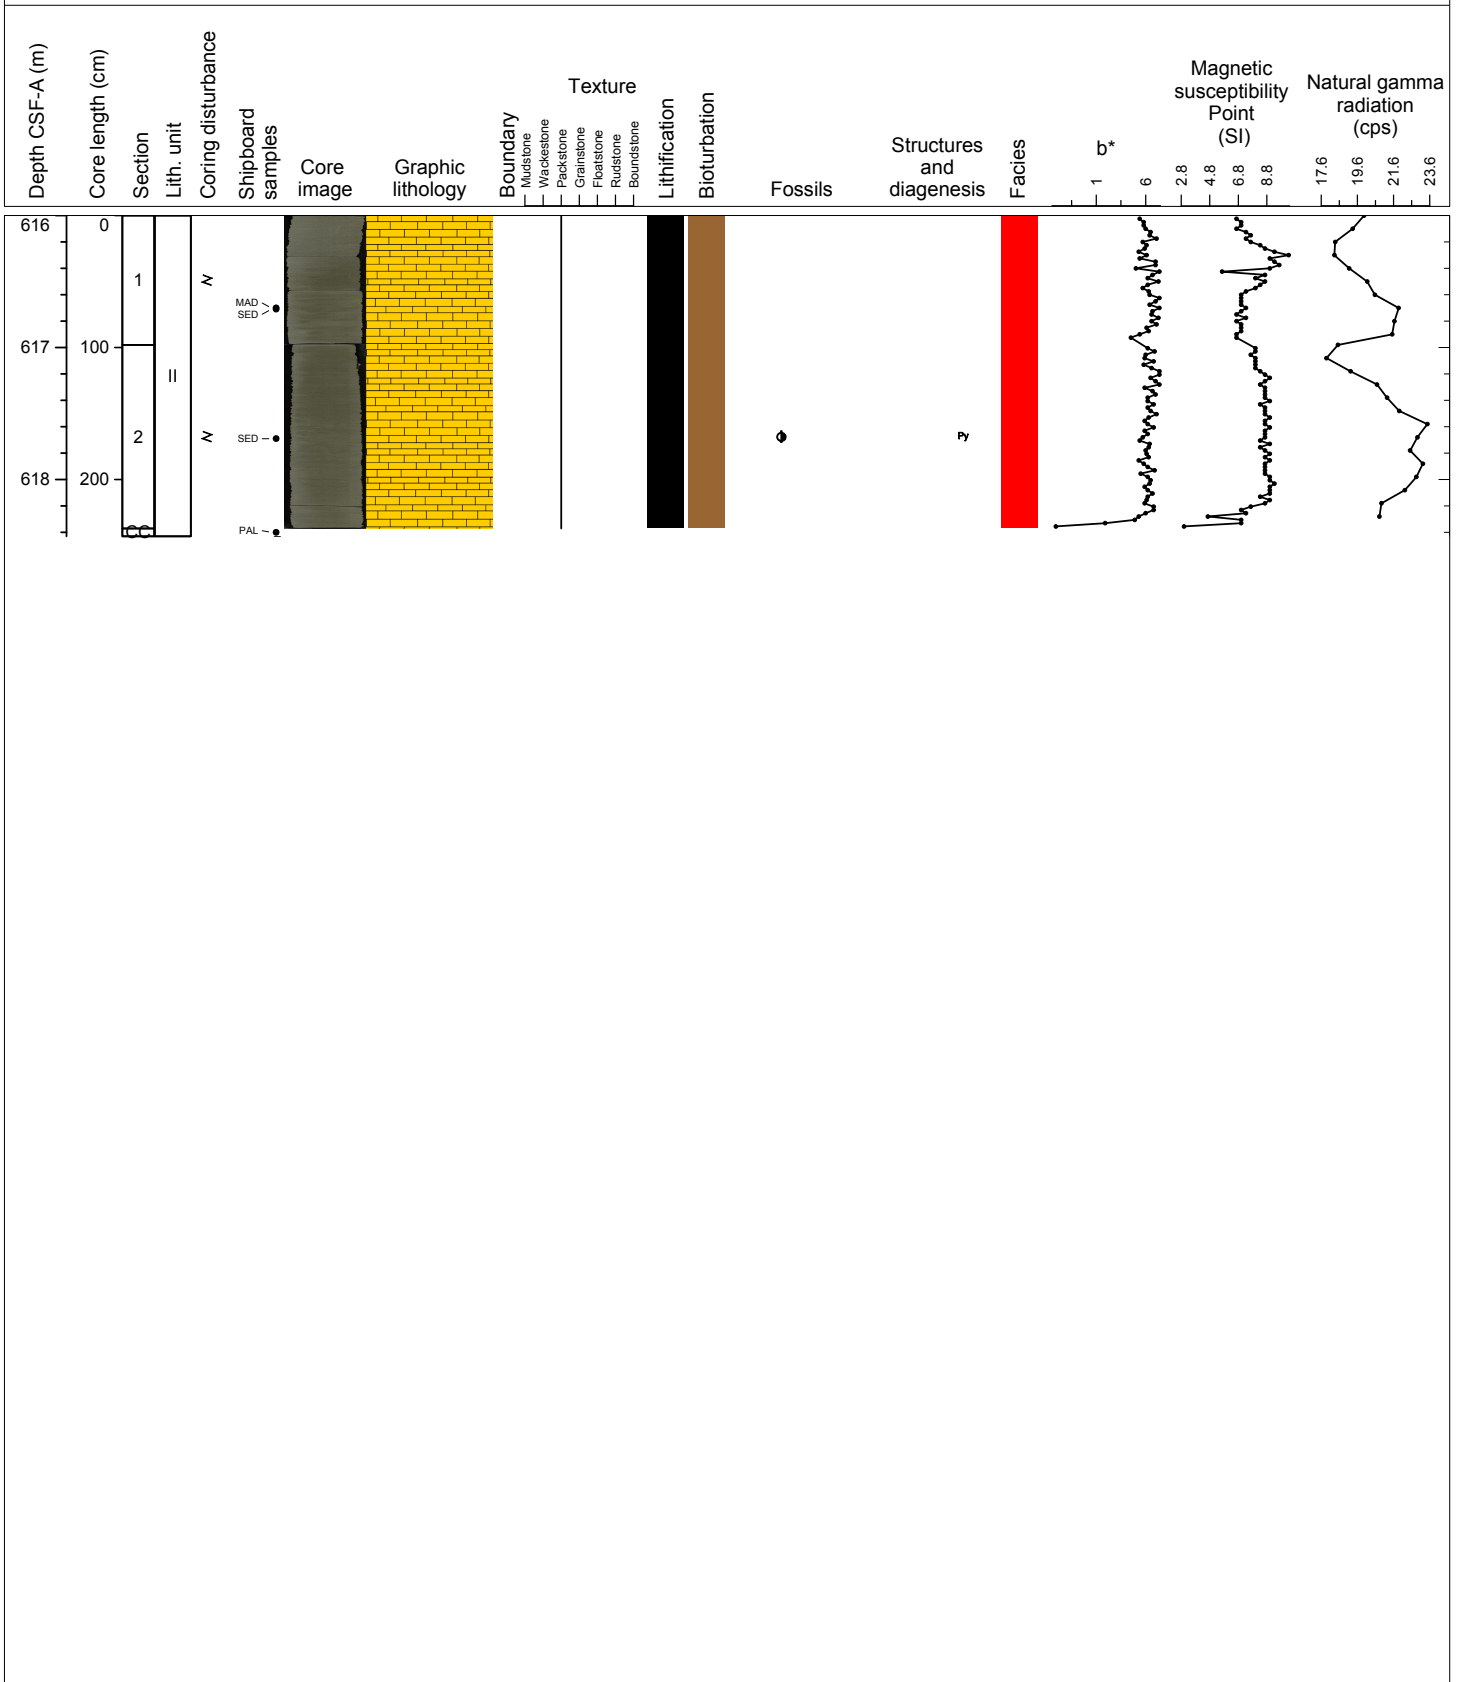 Depth CSF-A (m)
Core length (cm)
Section
Lith. unit
Coring disturbance
Shipboard
samples
Core
image
Graphic
lithology
Boundary
Texture
Mudstone
Wackestone
Packstone
Grainstone
Floatstone
Rudstone
Boundstone
Lithification
Bioturbation
Fossils
Structures
and
diagenesis
Facies
b*
1
6
Magnetic
susceptibility
Point
(SI)
2.8
4.8
6.8
8.8
Natural gamma
radiation
(cps)
17.6
19.6
21.6
23.6
616
0
1
MAD
SED
617
100
II
2
SED
Py
618
200
CC
PAL